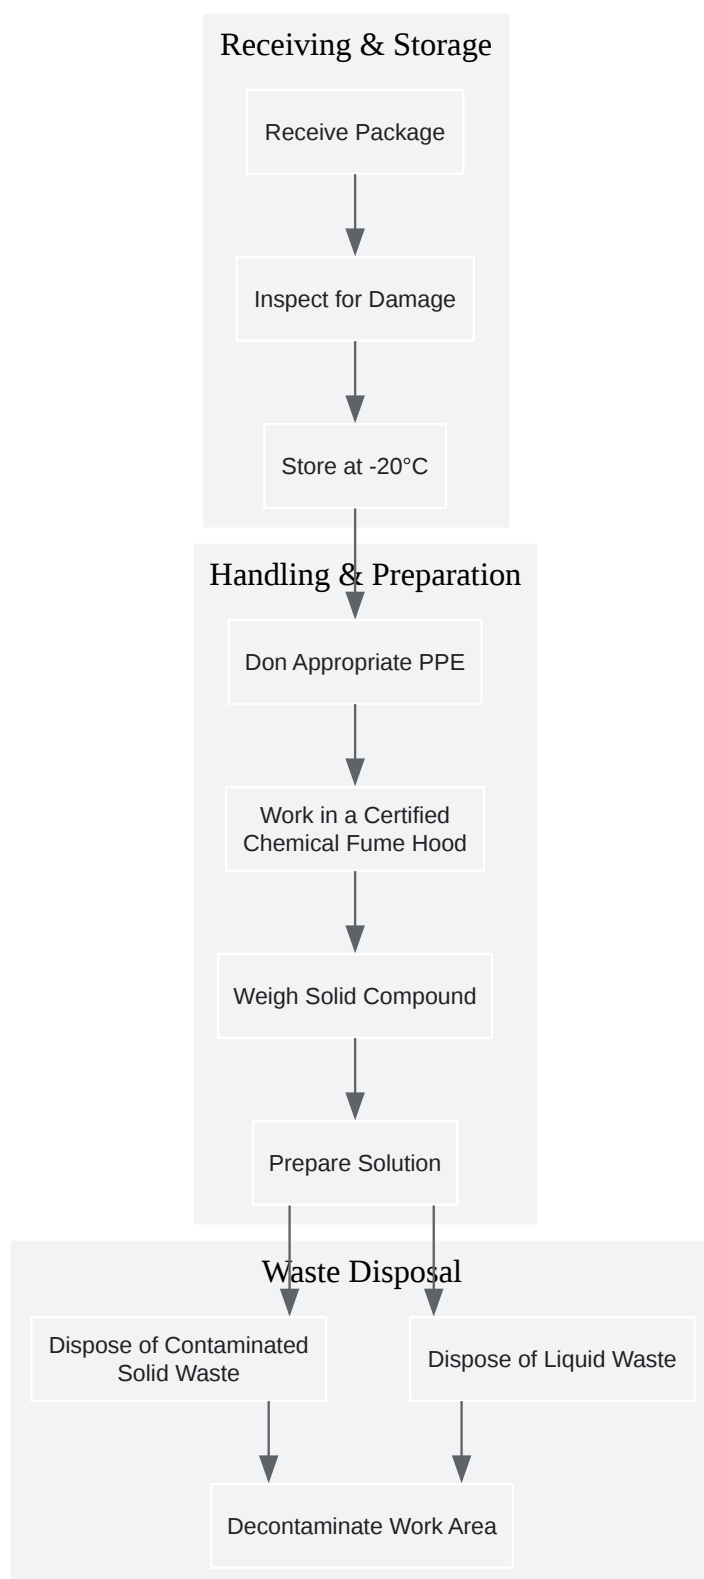 Receiving & Storage
Receive Package
Inspect for Damage
Store at -20°C
Handling & Preparation
Don Appropriate PPE
Work in a Certified
Chemical Fume Hood
Weigh Solid Compound
Prepare Solution
Waste Disposal
Dispose of Contaminated
Solid Waste
Dispose of Liquid Waste
Decontaminate Work Area